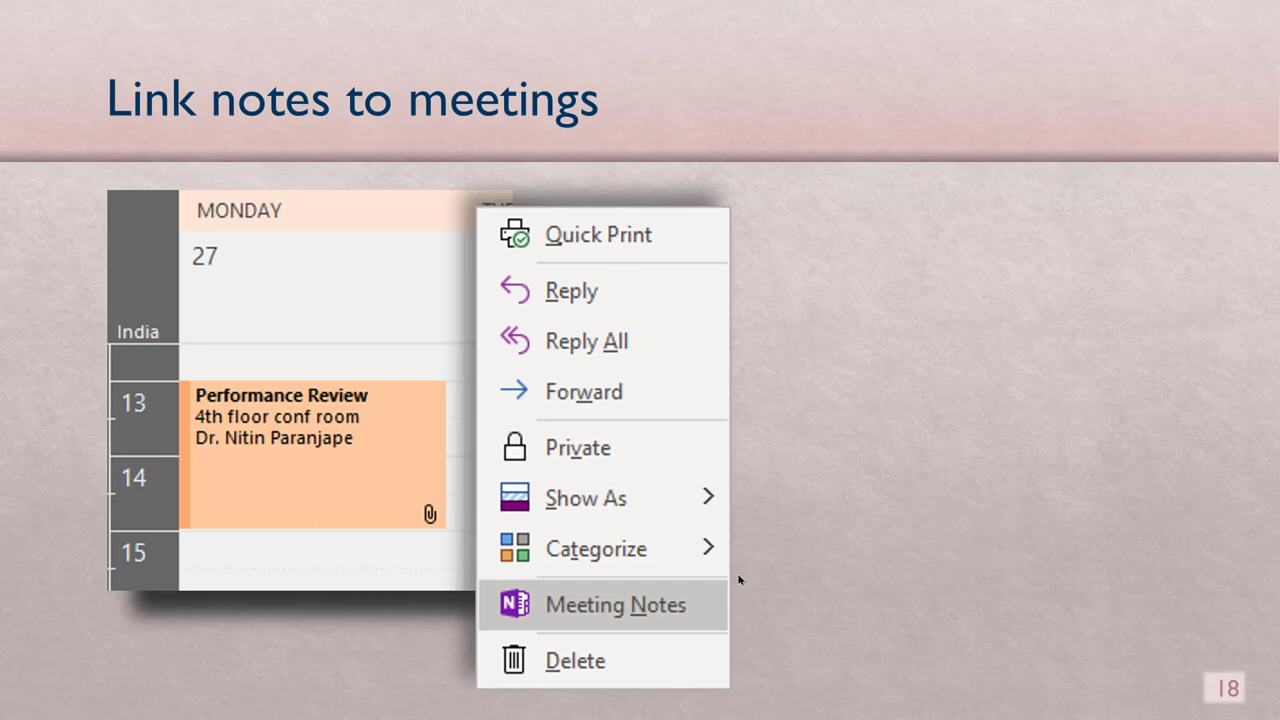 Link notes to meetings
MONDAY
27
India
13
Performance Review
4th floor conf room
Dr. Nitin Paranjape
14
15
Quick Print
Reply
Reply All
Forward
Private
Show As
Categorize
Meeting Notes
Delete
18